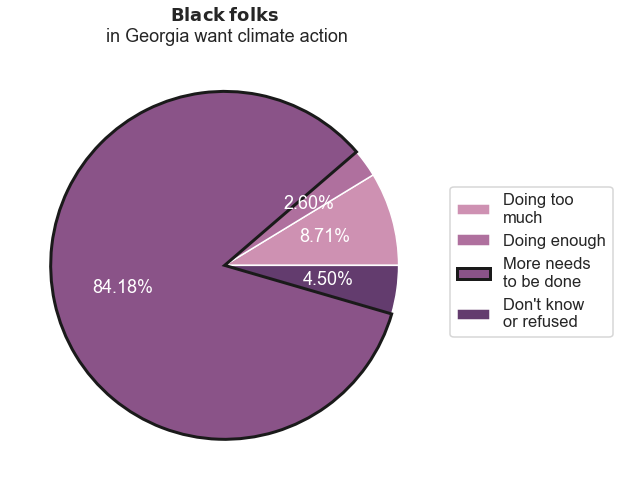 Black folks
in Georgia want climate action
2.60%
8.71%
84.18%
4.50%
Doing too
much
Doing enough
More needs
to be done
Don't know
or refused